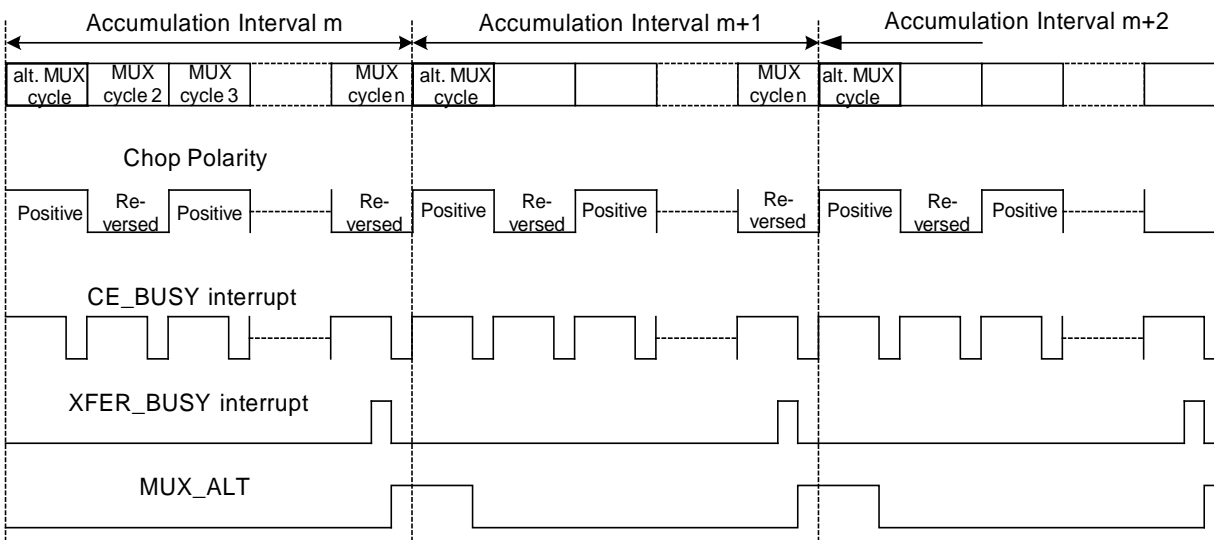 Accumulation Interval m
Accumulation Interval m+1
Accumulation Interval m+2
alt. MUX cycle
MUX cycle 2
MUX cycle 3
MUX cycle n
alt. MUX cycle
MUX cycle n
alt. MUX cycle
Chop Polarity
Positive
Re-
versed
Positive
Re-
versed
Positive
Re-
versed
Positive
Re-
versed
Positive
Re-
versed
Positive
CE_BUSY interrupt
XFER_BUSY interrupt
MUX_ALT